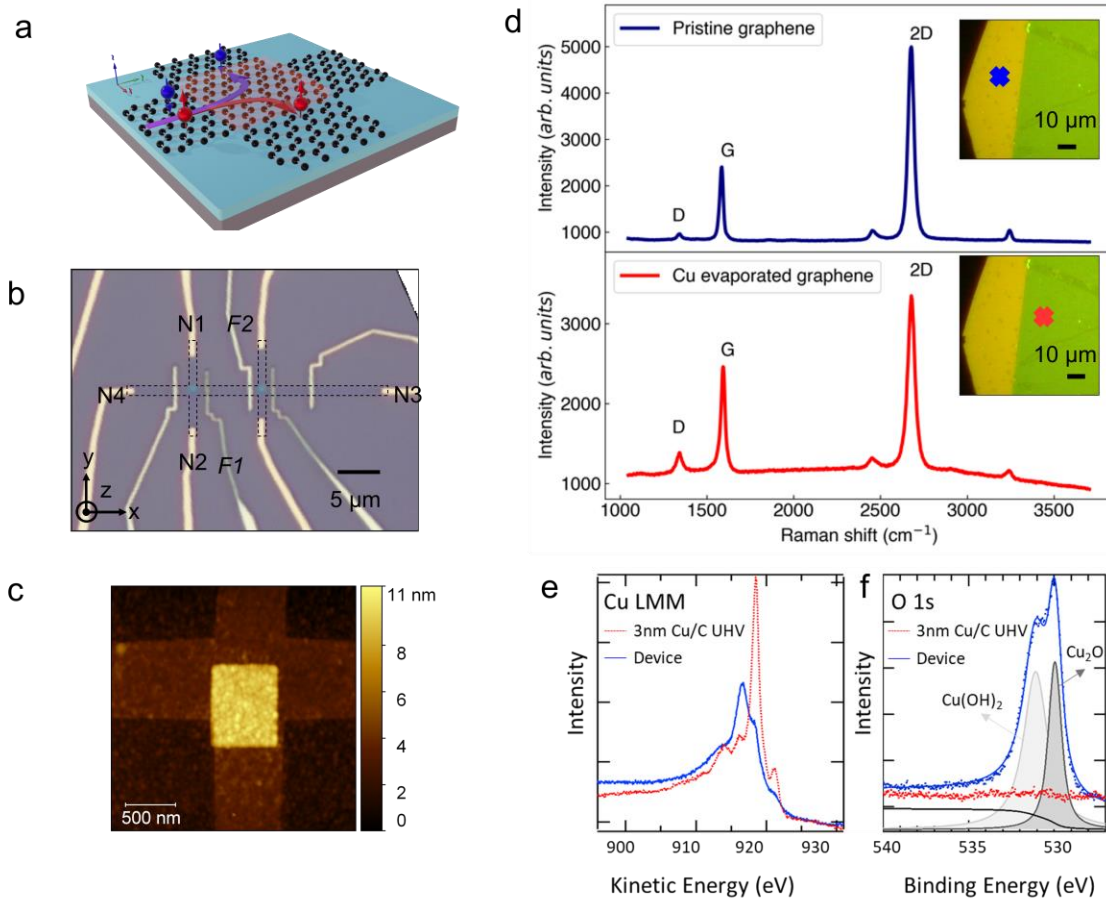 a
b
N1
F2
N4
N3
N2
F1
y
z
x
5 µm
c
11 nm
8
6
4
2
0
500 nm
d
Pristine graphene
2D
G
D
10 µm
5000
4000
3000
2000
1000
Intensity (arb. units)
Cu evaporated graphene
2D
G
D
10 µm
3000
2000
1000
Intensity (arb. units)
1000 1500 2000 2500 3000 3500
Raman shift (cm⁻¹)
e
Cu LMM
3nm Cu/C UHV
Device
Intensity
900 910 920 930
Kinetic Energy (eV)
f
O 1s
3nm Cu/C UHV
Device
Cu₂O
Cu(OH)₂
Intensity
540 535 530
Binding Energy (eV)